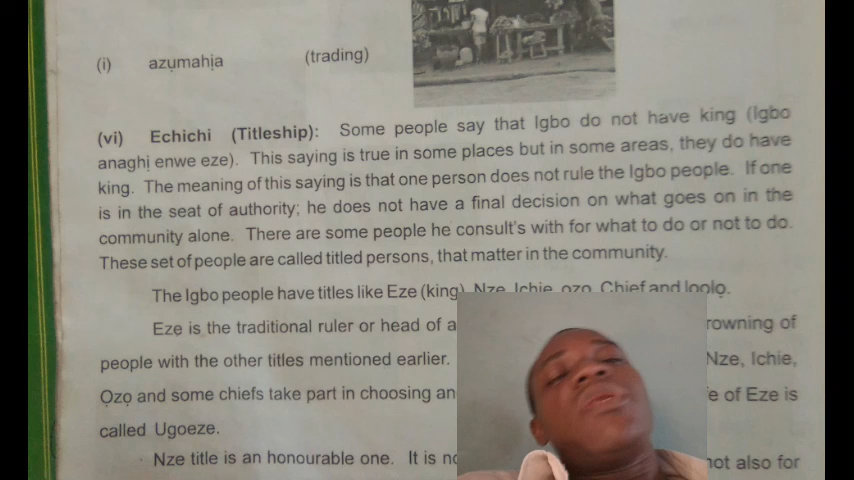 (i) azụmahịa (trading)
(vi) Echichi (Titleship): Some people say that Igbo do not have king (Igbo
anaghị enwe eze). This saying is true in some places but in some areas, they do have
king. The meaning of this saying is that one person does not rule the Igbo people. If one
is in the seat of authority; he does not have a final decision on what goes on in the
community alone. There are some people he consult's with for what to do or not to do.
These set of people are called titled persons, that matter in the community.
The Igbo people have titles like Eze (king), Nze, Ichie, ozo, Chief and loolọ.
Eze is the traditional ruler or head of a rowning of
people with the other titles mentioned earlier. Nze, Ichie,
Ọzọ and some chiefs take part in choosing an e of Eze is
called Ugoeze.
Nze title is an honourable one. It is not also for